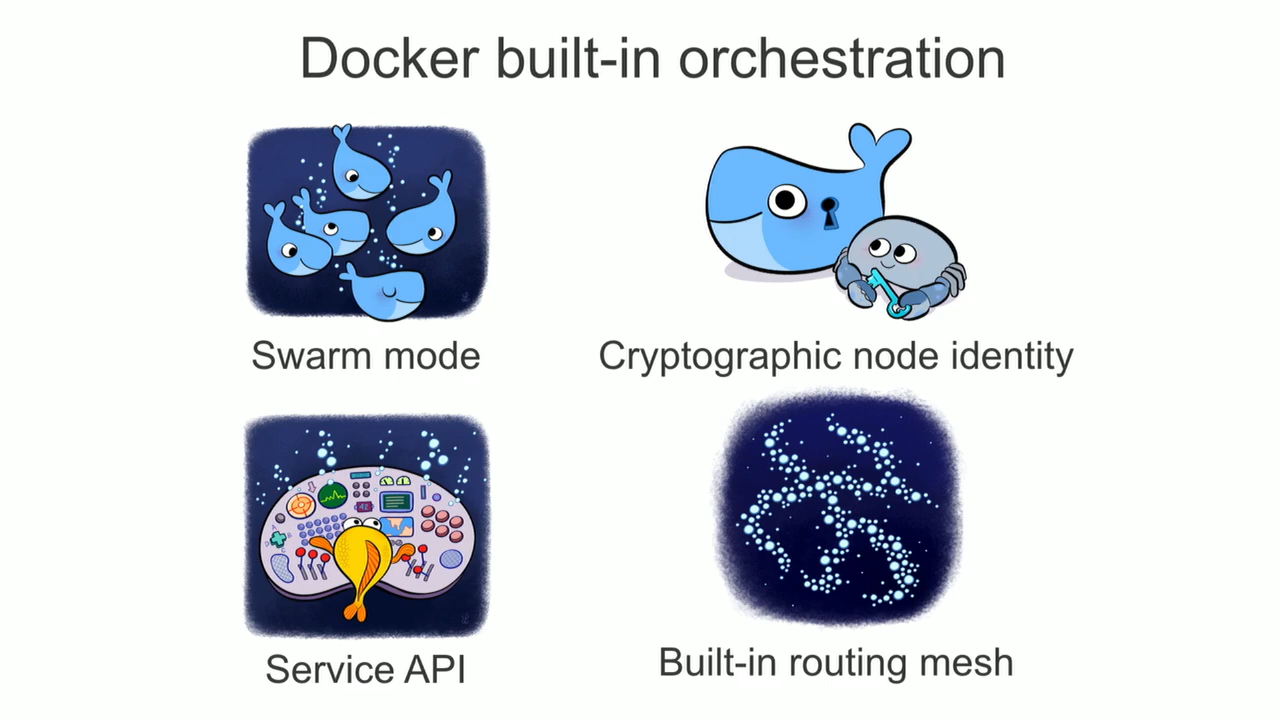 Docker built-in orchestration
Swarm mode
Cryptographic node identity
Service API
Built-in routing mesh